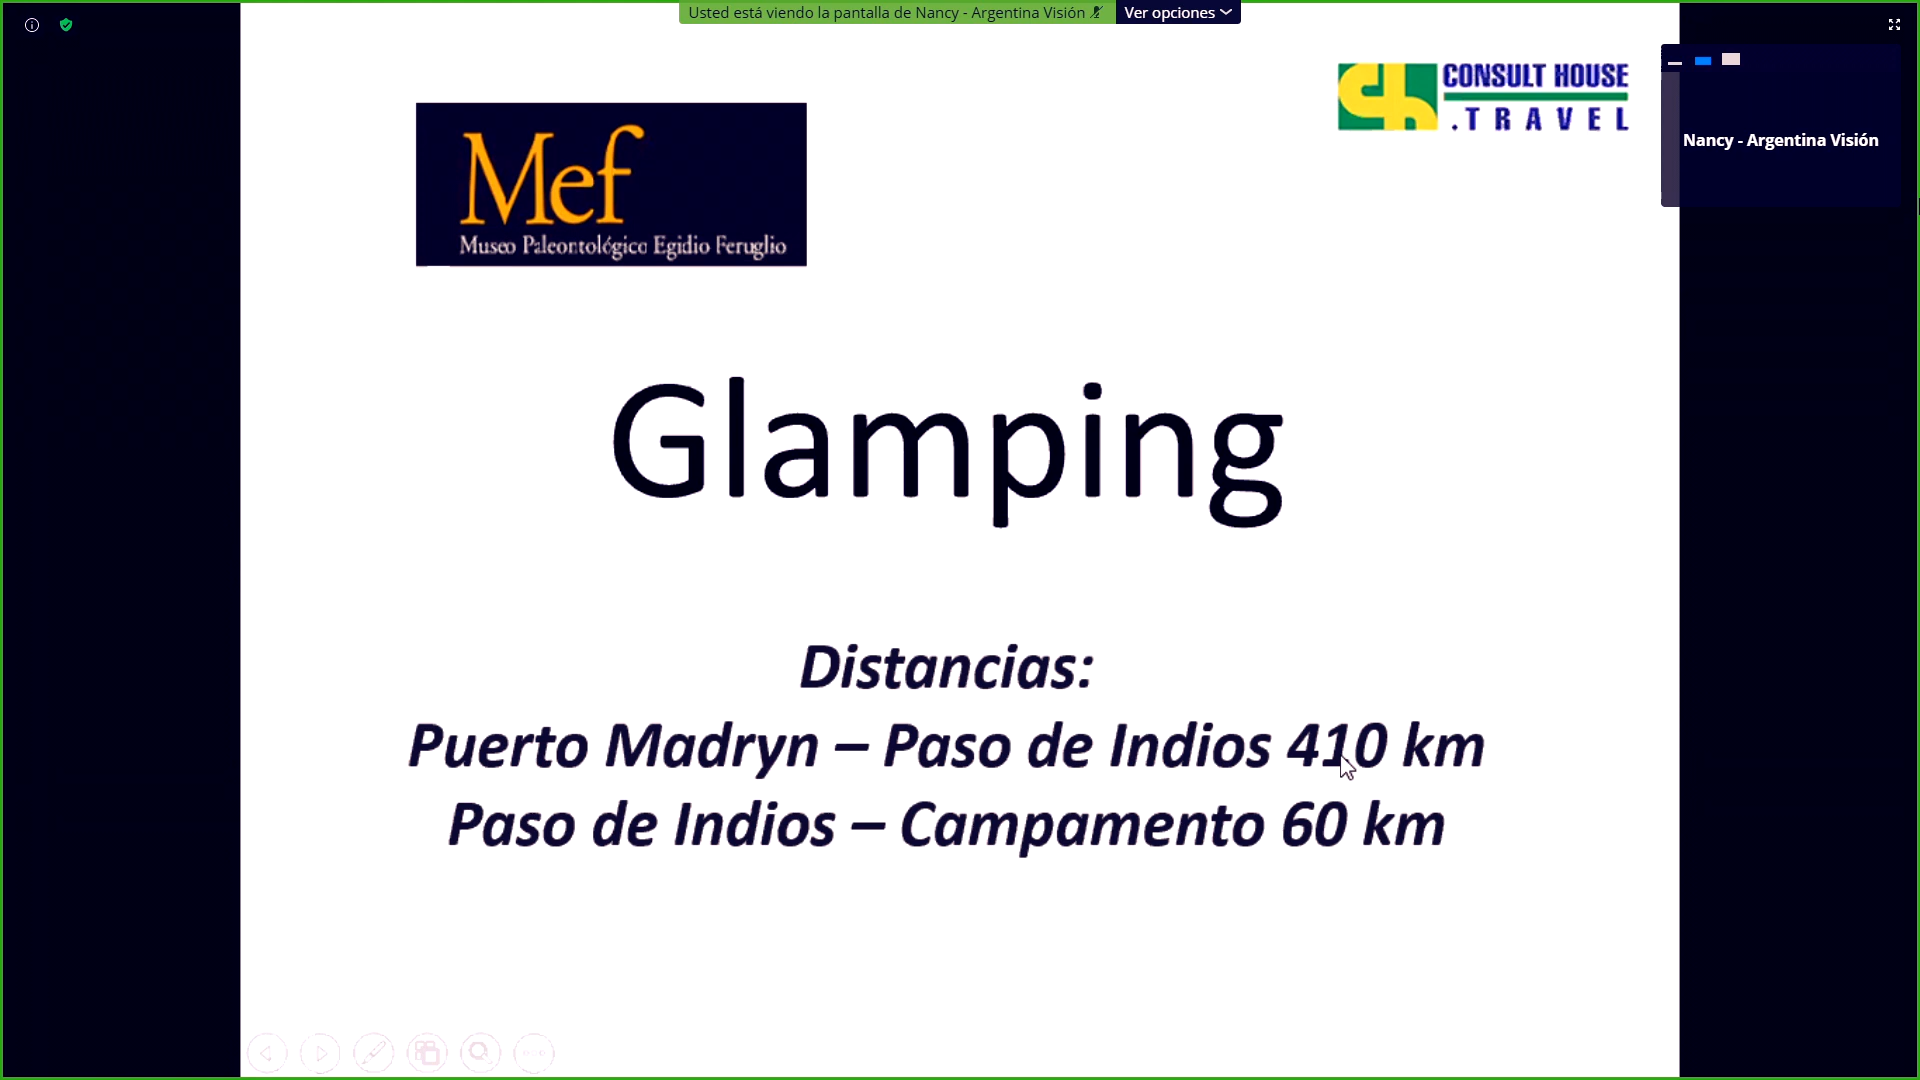 Usted está viendo la pantalla de Nancy - Argentina Visión
Ver opciones
CONSULT HOUSE
.TRAVEL
Nancy - Argentina Visión
Mef
Museo Paleontológico Egidio Feruglio
Glamping
Distancias:
Puerto Madryn – Paso de Indios 410 km
Paso de Indios – Campamento 60 km